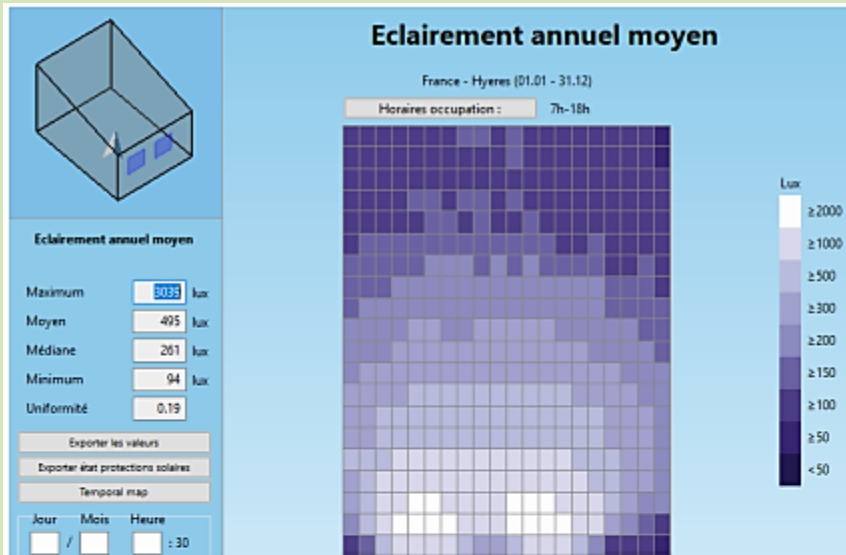 Eclairement annuel moyen
France - Hyeres (01.01 - 31.12)
Horaires occupation : 7h-18h
Lux
≥2000
≥1000
≥500
≥300
≥200
≥150
≥100
≥50
<50
Eclairement annuel moyen
Maximum 3035 lux
Moyen 495 lux
Médiane 261 lux
Minimum 94 lux
Uniformité 0.19
Exporter les valeurs
Exporter état protections solaires
Temporal map
Jour Mois Heure
/ : 30